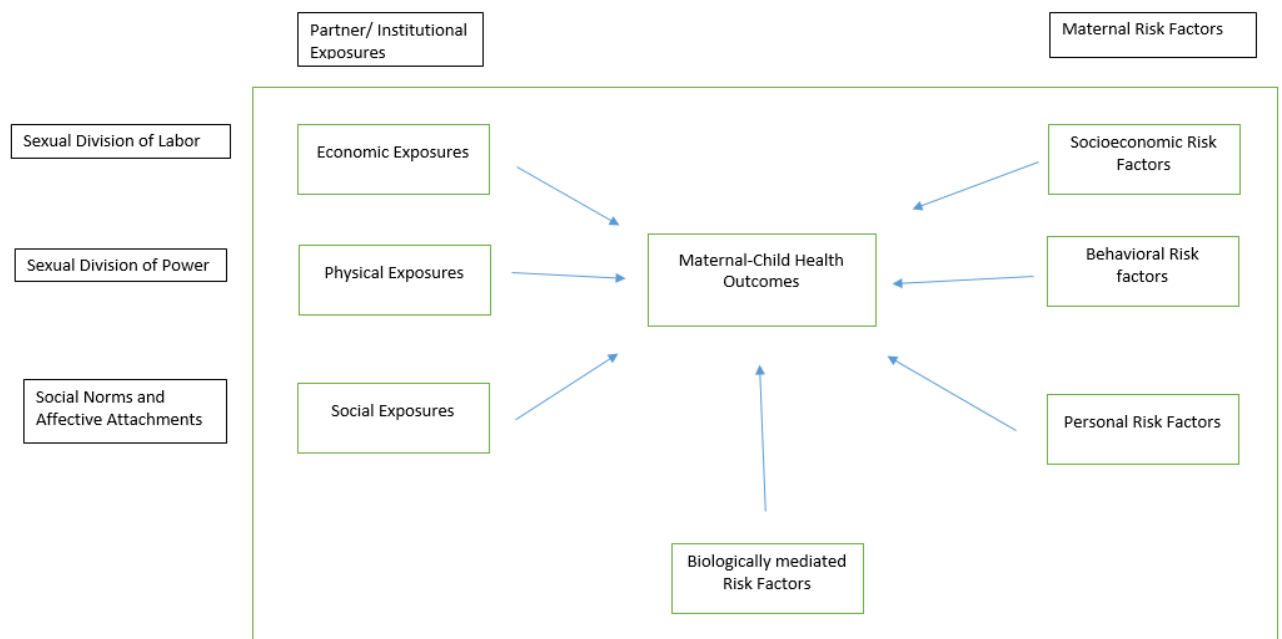 Partner/ Institutional
Exposures
Maternal Risk Factors
Sexual Division of Labor
Economic Exposures
Socioeconomic Risk
Factors
Sexual Division of Power
Physical Exposures
Maternal-Child Health
Outcomes
Behavioral Risk
factors
Social Norms and
Affective Attachments
Social Exposures
Personal Risk Factors
Biologically mediated
Risk Factors